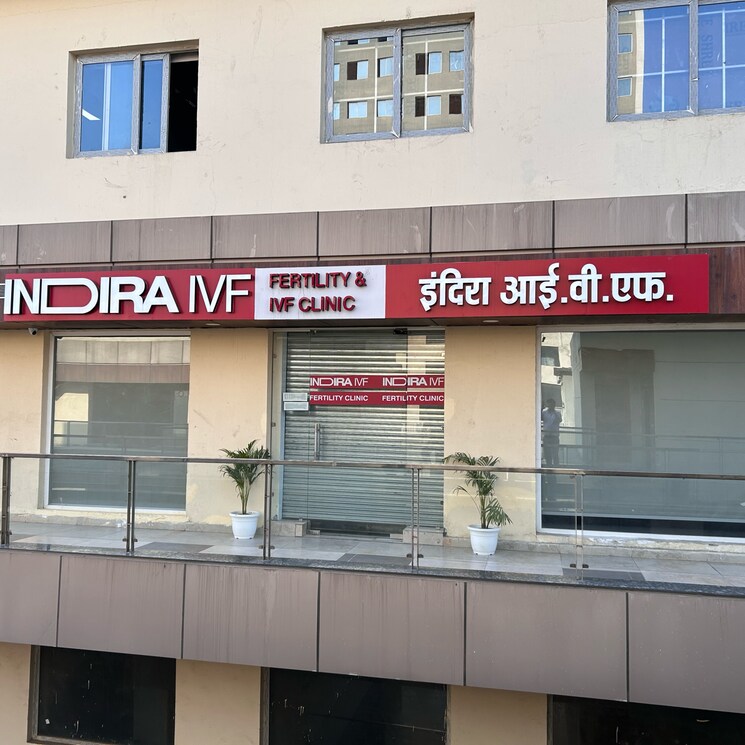 INDIRA IVF
FERTILITY &
IVF CLINIC
इंदिरा आई.वी.एफ.
INDIRA IVF INDIRA IVF
FERTILITY CLINIC FERTILITY CLINIC